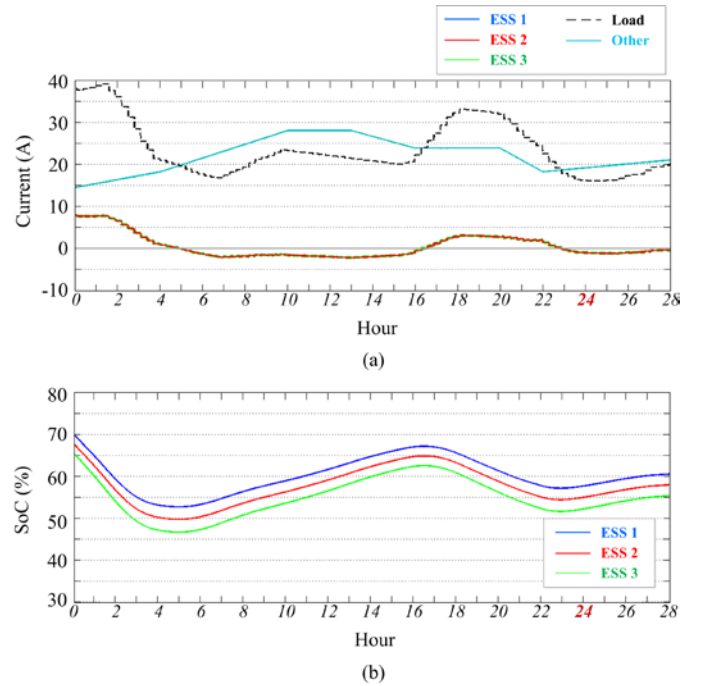 ESS 1 Load
ESS 2 Other
ESS 3
40
30
20
10
0
-10
Current (A)
0 2 4 6 8 10 12 14 16 18 20 22 24 26 28
Hour
(a)
80
70
60
50
40
30
SoC (%)
ESS 1
ESS 2
ESS 3
0 2 4 6 8 10 12 14 16 18 20 22 24 26 28
Hour
(b)